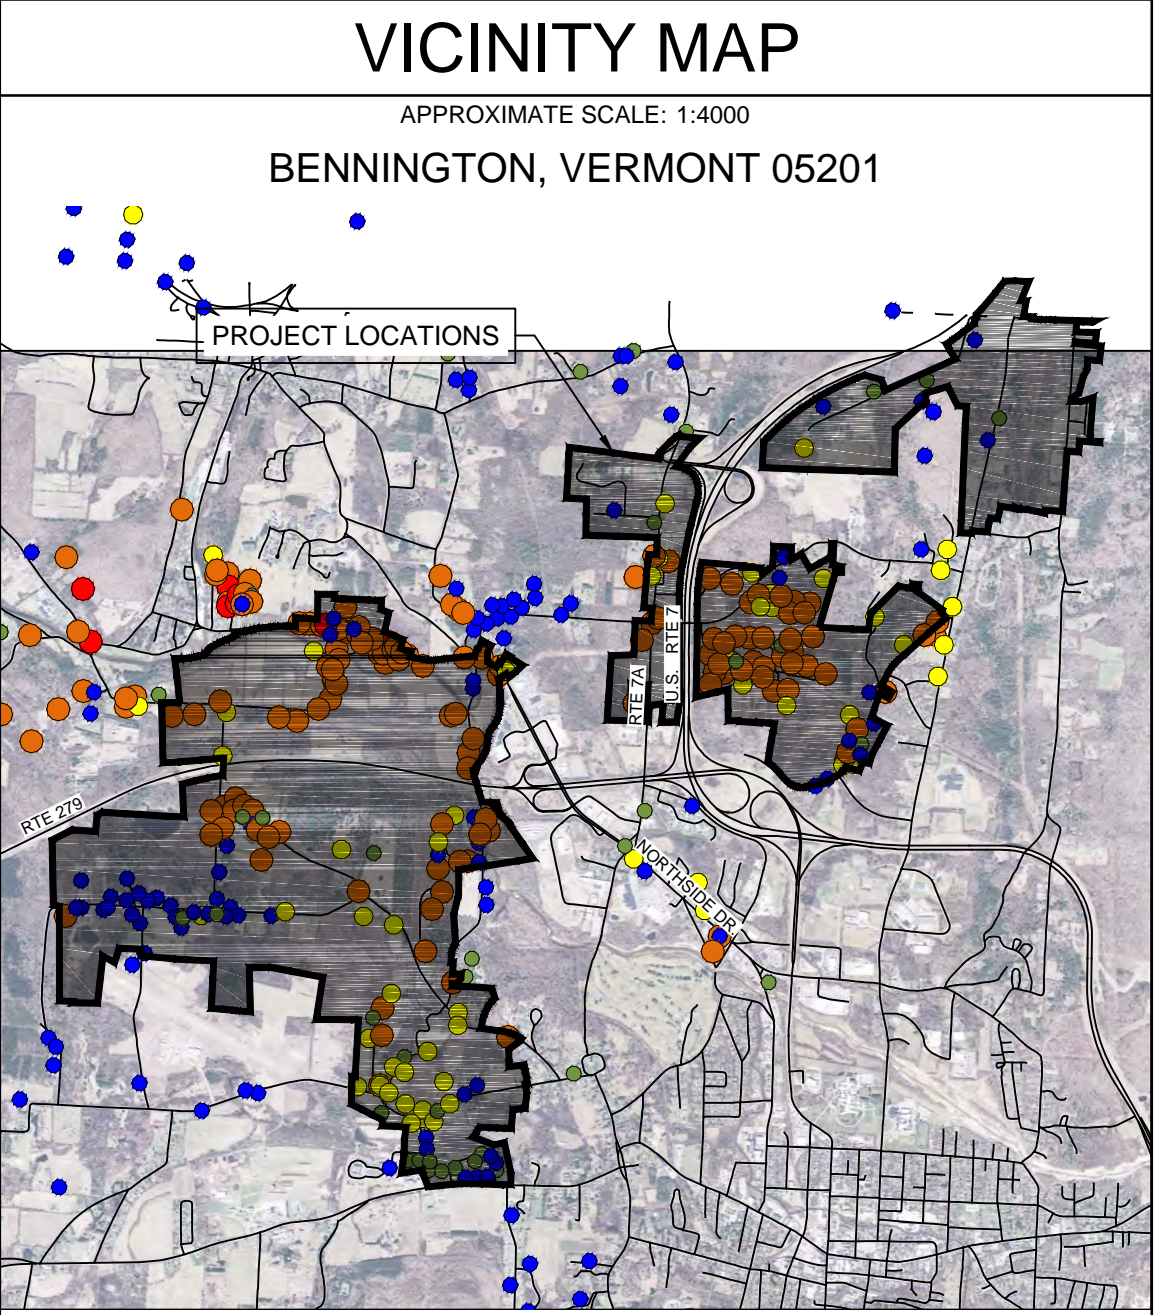 VICINITY MAP
APPROXIMATE SCALE: 1:4000
BENNINGTON, VERMONT 05201
PROJECT LOCATIONS
U.S. RTE 7
RTE 7A
RTE 279
NORTHSIDE DR.